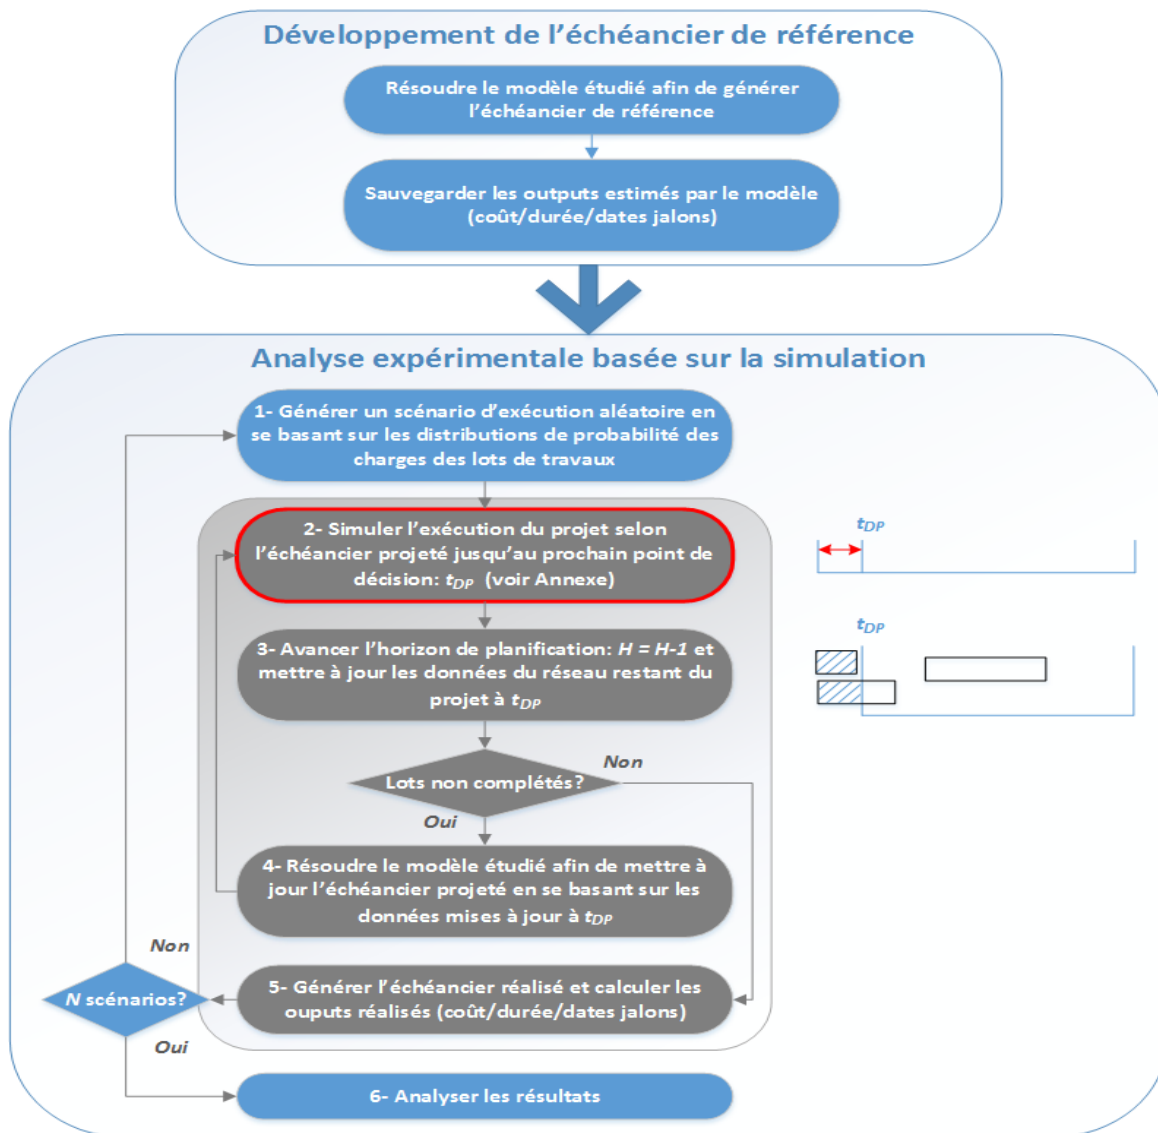 Développement de l'échéancier de référence
Résoudre le modèle étudié afin de générer
l'échéancier de référence
Sauvegarder les outputs estimés par le modèle
(coût/durée/dates jalons)
Analyse expérimentale basée sur la simulation
1- Générer un scénario d'exécution aléatoire en
se basant sur les distributions de probabilité des
charges des lots de travaux
2- Simuler l'exécution du projet selon
l'échéancier projeté jusqu'au prochain point de
décision: tDP (voir Annexe)
tDP
3- Avancer l'horizon de planification: H = H-1 et
mettre à jour les données du réseau restant du
projet à tDP
tDP
Lots non complétés?
Non
Oui
4- Résoudre le modèle étudié afin de mettre à
jour l'échéancier projeté en se basant sur les
données mises à jour à tDP
Non
N scénarios?
5- Générer l'échéancier réalisé et calculer les
ouputs réalisés (coût/durée/dates jalons)
Oui
6- Analyser les résultats